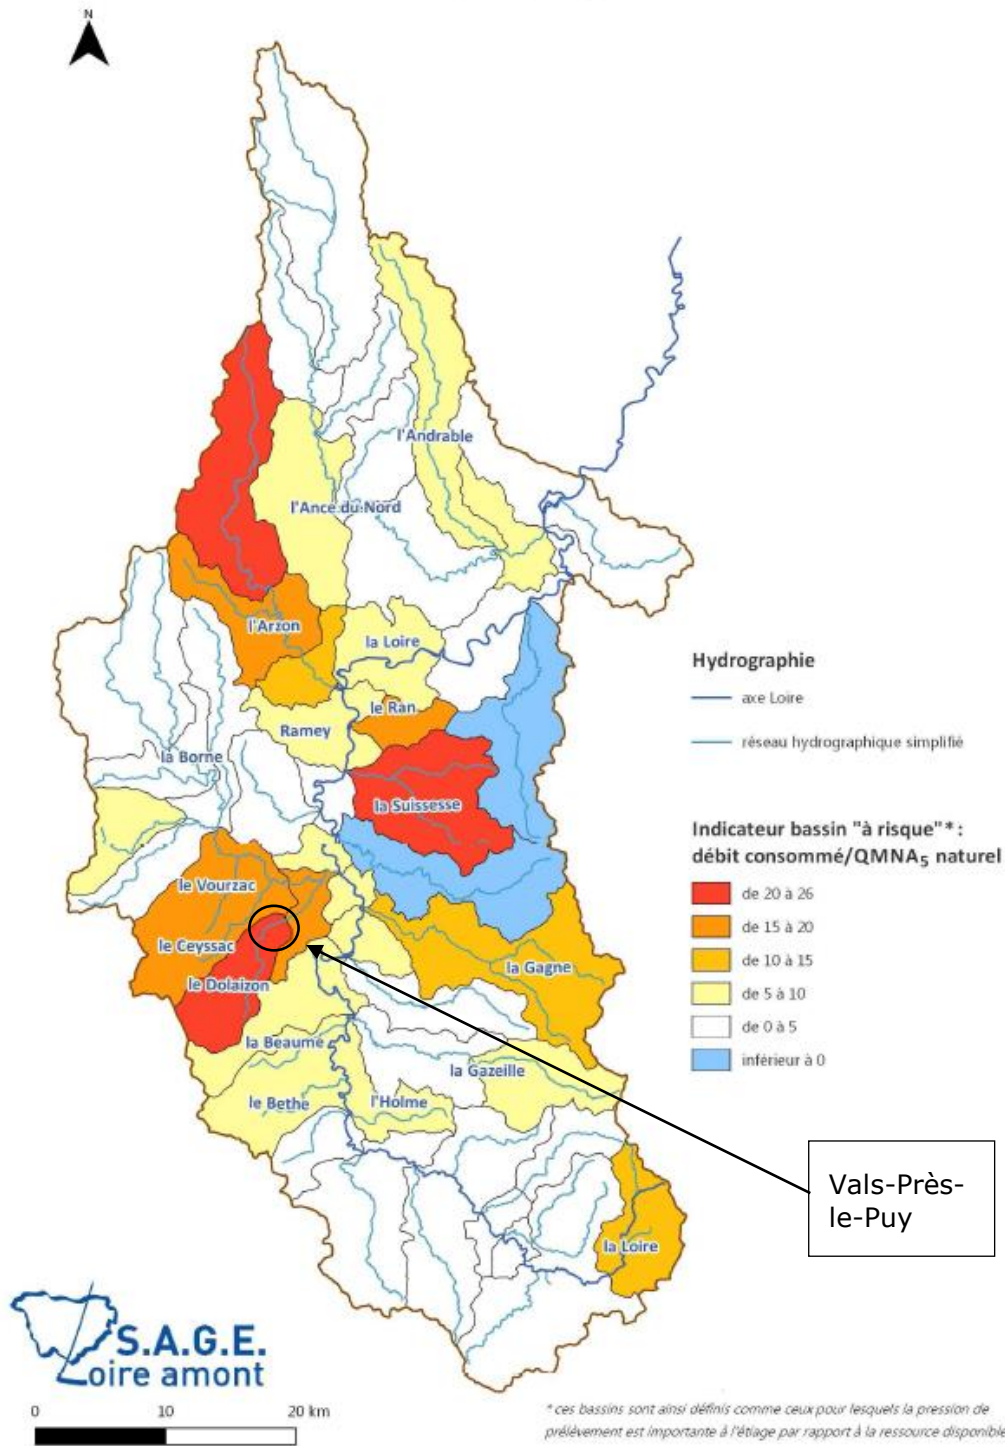 N
l'Andrable
l'Ance du Nord
l'Arzon
la Loire
le Ran
Ramey
la Borne
la Suissesse
le Vourzac
le Ceyssac
le Dolaizon
la Gagne
la Beaume
la Gazeille
le Bethe
l'Holme
la Loire
Hydrographie
axe Loire
réseau hydrographique simplifié
Indicateur bassin "à risque"* :
débit consommé/QMNA5 naturel
de 20 à 26
de 15 à 20
de 10 à 15
de 5 à 10
de 0 à 5
inférieur à 0
Vals-Près-
le-Puy
S.A.G.E.
Loire amont
0 10 20 km
* ces bassins sont ainsi définis comme ceux pour lesquels la pression de
prélèvement est importante à l'étiage par rapport à la ressource disponible